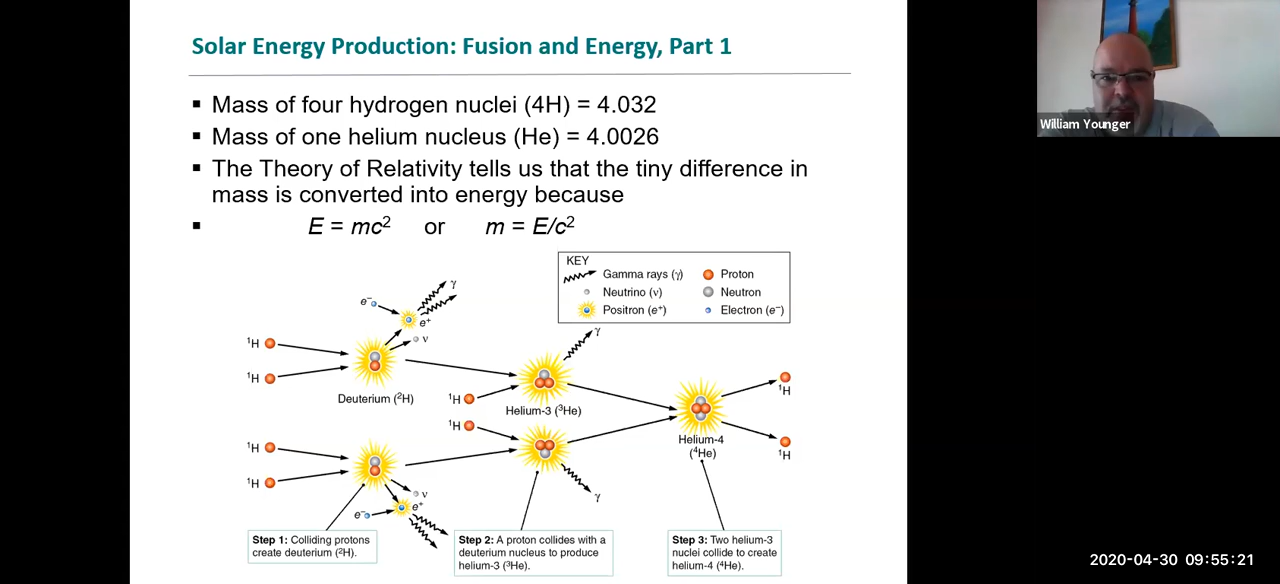 Solar Energy Production: Fusion and Energy, Part 1
▪ Mass of four hydrogen nuclei (4H) = 4.032
▪ Mass of one helium nucleus (He) = 4.0026
▪ The Theory of Relativity tells us that the tiny difference in
mass is converted into energy because
▪ E = mc² or m = E/c²
William Younger
KEY
Gamma rays (γ) Proton
Neutrino (ν) Neutron
Positron (e⁺) Electron (e⁻)
γ
e⁻
e⁺
ν
¹H
¹H
Deuterium (²H)
γ
¹H
Helium-3 (³He)
¹H
¹H
Helium-4
(⁴He)
¹H
¹H
¹H
γ
ν
e⁺
e⁻
Step 1: Colliding protons
create deuterium (²H).
Step 2: A proton collides with a
deuterium nucleus to produce
helium-3 (³He).
Step 3: Two helium-3
nuclei collide to create
helium-4 (⁴He).
2020-04-30 09:55:21